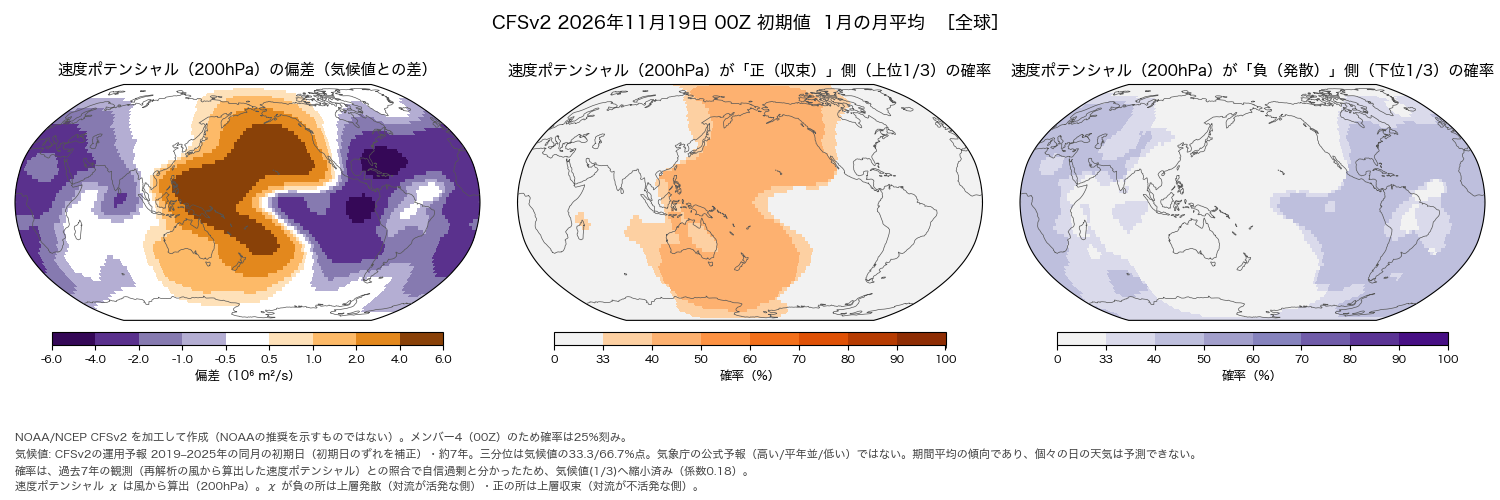 CFSv2 2026年11月19日 00Z 初期値  1月の月平均  ［全球］
速度ポテンシャル（200hPa）の偏差（気候値との差）
速度ポテンシャル（200hPa）が「正（収束）」側（上位1/3）の確率
速度ポテンシャル（200hPa）が「負（発散）」側（下位1/3）の確率
-6.0 -4.0 -2.0 -1.0 -0.5 0.5 1.0 2.0 4.0 6.0
偏差（10⁶ m²/s）
0 33 40 50 60 70 80 90 100
確率（%）
0 33 40 50 60 70 80 90 100
確率（%）
NOAA/NCEP CFSv2 を加工して作成（NOAAの推奨を示すものではない）。メンバー4（00Z）のため確率は25%刻み。
気候値: CFSv2の運用予報 2019–2025年の同月の初期日（初期日のずれを補正）・約7年。三分位は気候値の33.3/66.7%点。気象庁の公式予報（高い/平年並/低い）ではない。期間平均の傾向であり、個々の日の天気は予測できない。
確率は、過去7年の観測（再解析の風から算出した速度ポテンシャル）との照合で自信過剰と分かったため、気候値(1/3)へ縮小済み（係数0.18）。
速度ポテンシャル χ は風から算出（200hPa）。χ が負の所は上層発散（対流が活発な側）・正の所は上層収束（対流が不活発な側）。